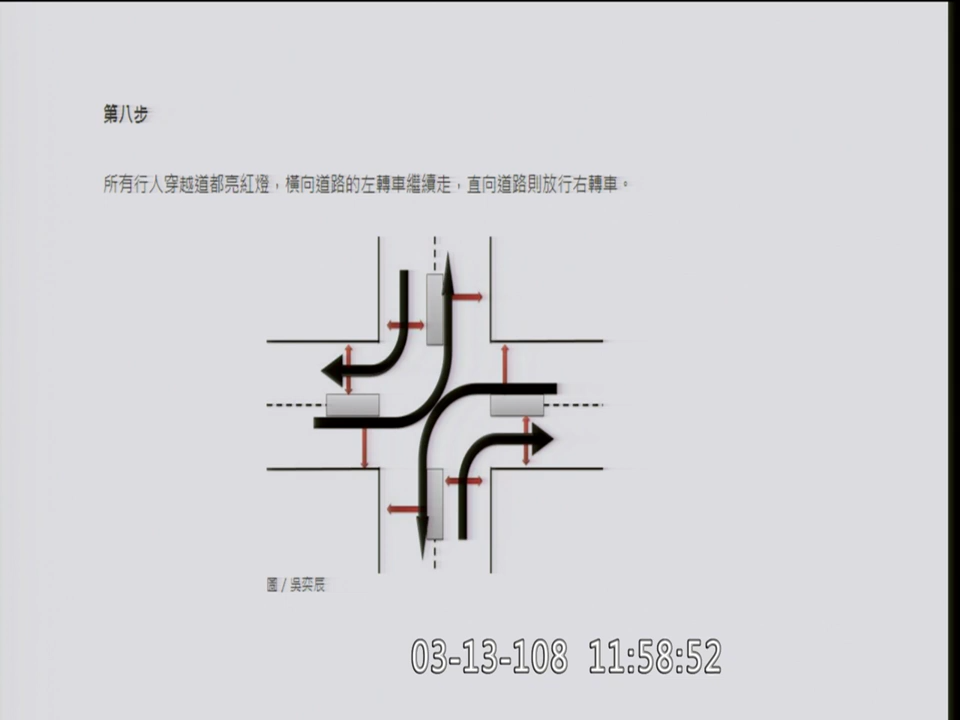 第八步
所有行人穿越道都亮紅燈，橫向道路的左轉車繼續走，直向道路則放行右轉車。
圖 / 吳奕辰
03-13-108 11:58:52